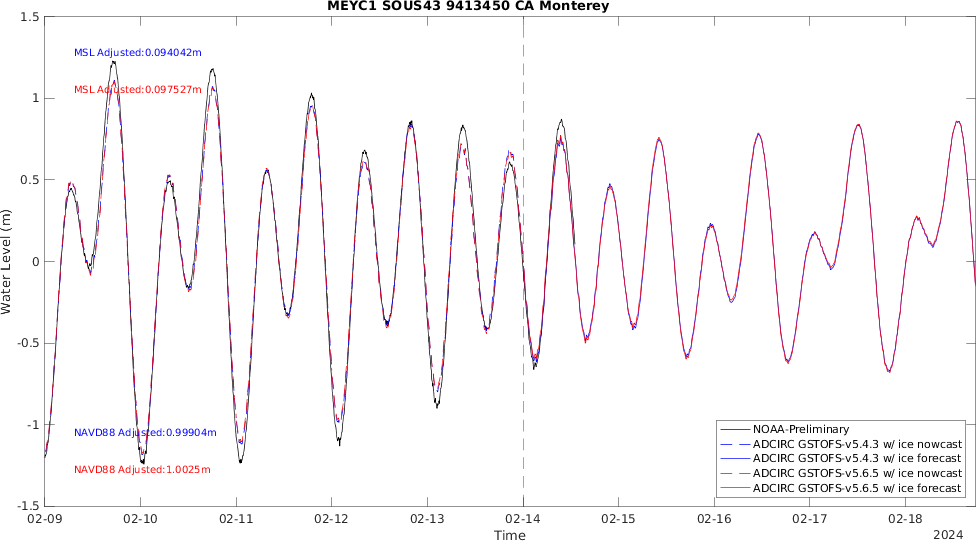 MEYC1 SOUS43 9413450 CA Monterey
1.5
1
0.5
0
-0.5
-1
-1.5
Water Level (m)
MSL Adjusted:0.094042m
MSL Adjusted:0.097527m
NAVD88 Adjusted:0.99904m
NAVD88 Adjusted:1.0025m
NOAA-Preliminary
ADCIRC GSTOFS-v5.4.3 w/ ice nowcast
ADCIRC GSTOFS-v5.4.3 w/ ice forecast
ADCIRC GSTOFS-v5.6.5 w/ ice nowcast
ADCIRC GSTOFS-v5.6.5 w/ ice forecast
02-09 02-10 02-11 02-12 02-13 02-14 02-15 02-16 02-17 02-18
Time
2024